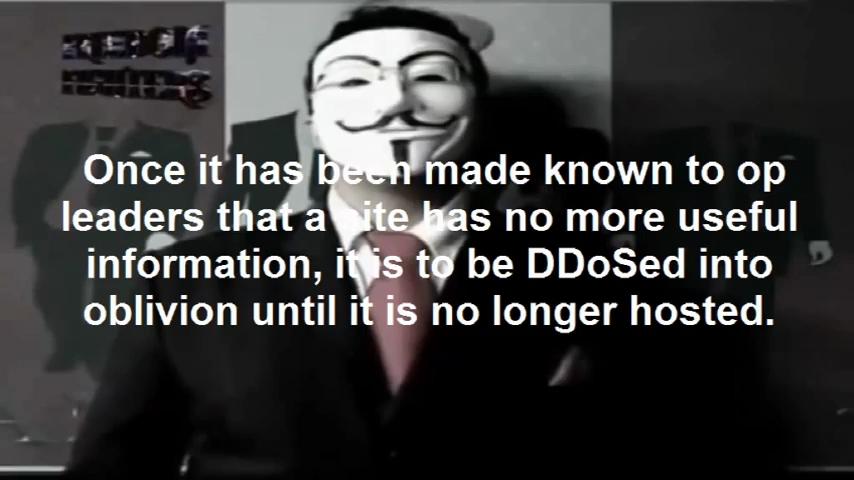 Once it has been made known to op
leaders that a site has no more useful
information, it is to be DDoSed into
oblivion until it is no longer hosted.